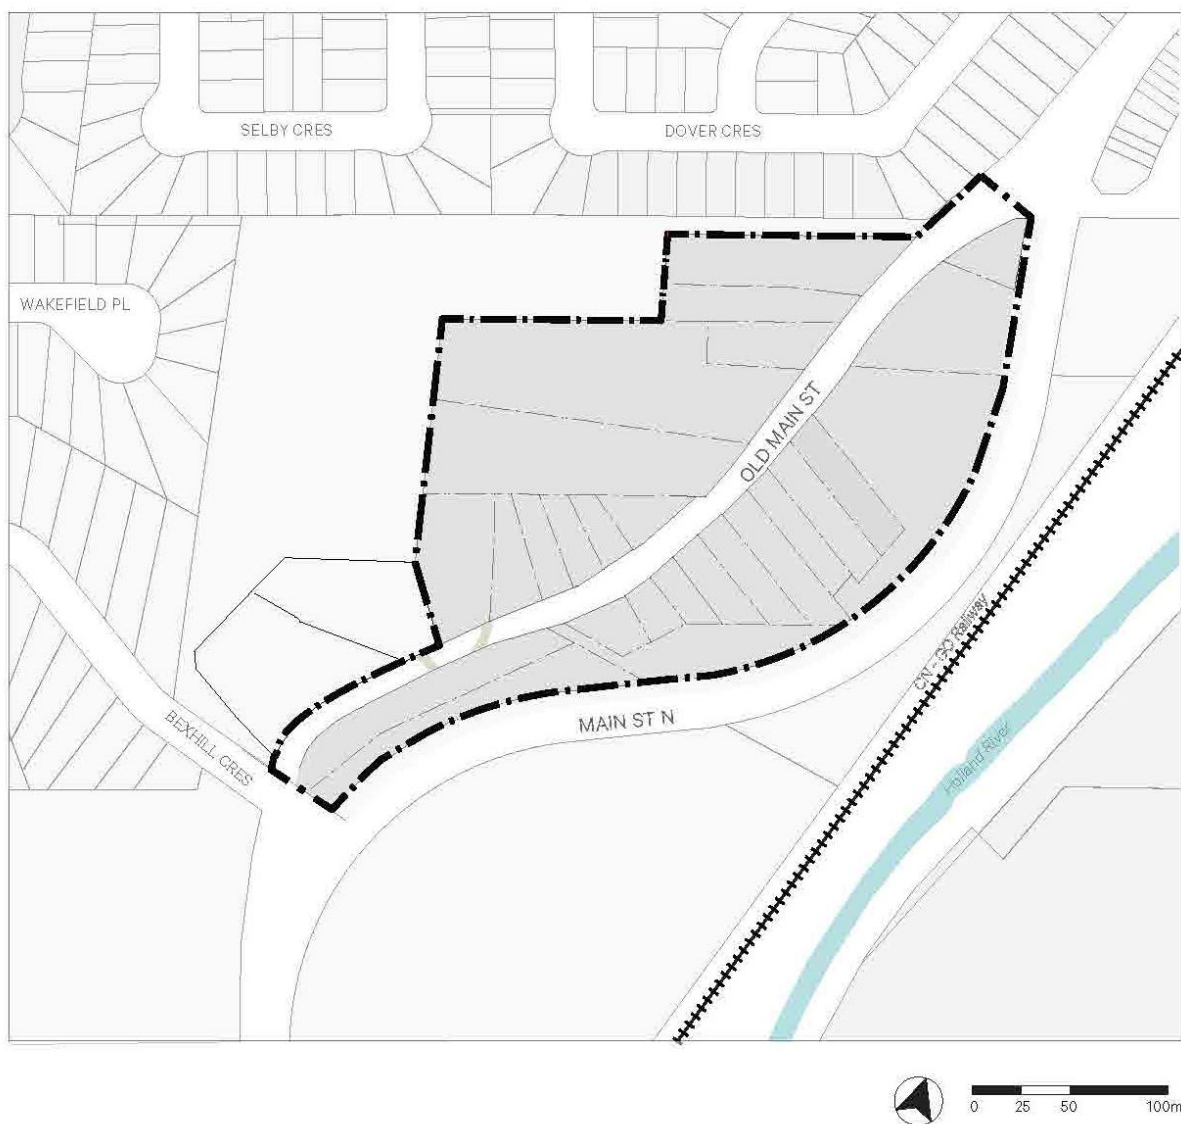 SELBY CRES
DOVER CRES
WAKEFIELD PL
OLD MAIN ST
CN - GO Railway
BEXHILL CRES
MAIN ST N
Holland River
0 25 50 100m